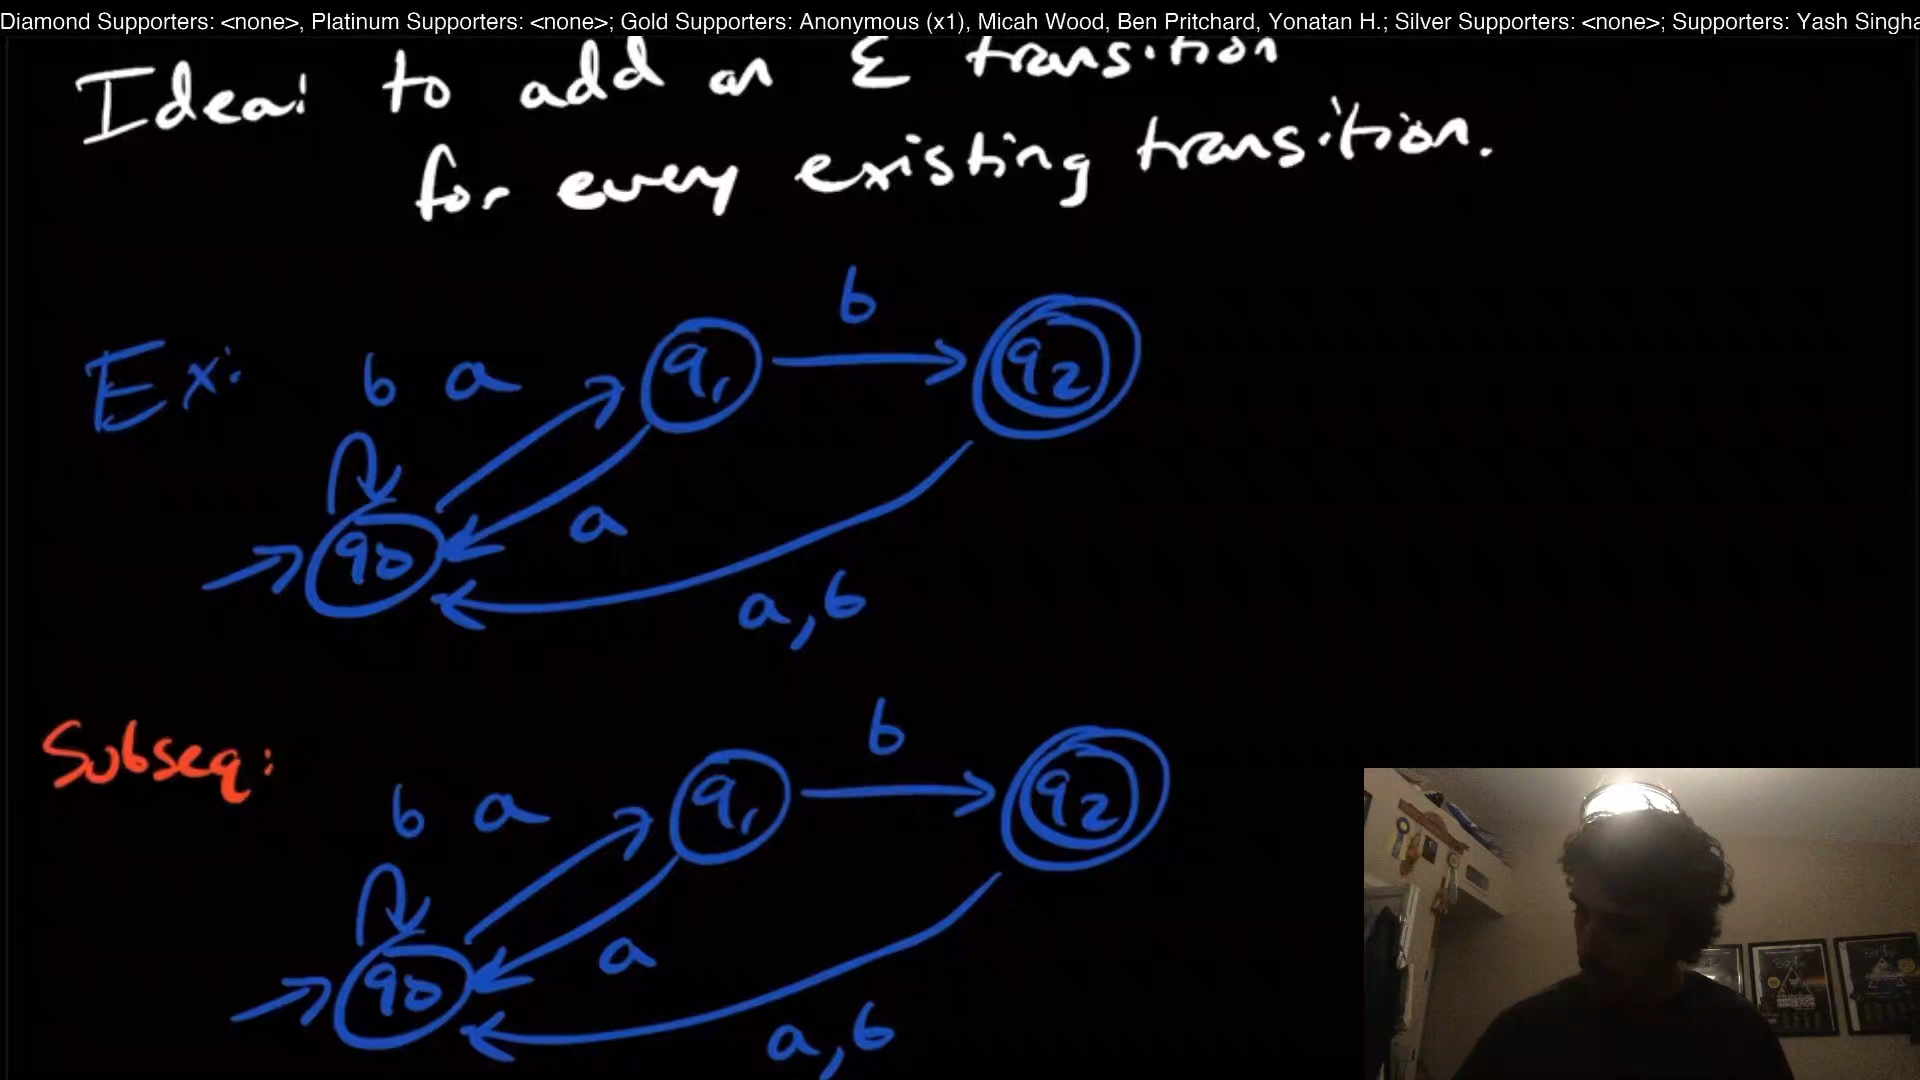 Diamond Supporters: <none>, Platinum Supporters: <none>; Gold Supporters: Anonymous (x1), Micah Wood, Ben Pritchard, Yonatan H.; Silver Supporters: <none>; Supporters: Yash Singha
Idea: to add an ε transition
for every existing transition.
b
Ex: b a q1 q2
a
q0
a,b
b
Subseq:
b a q1 q2
a
q0
a,b